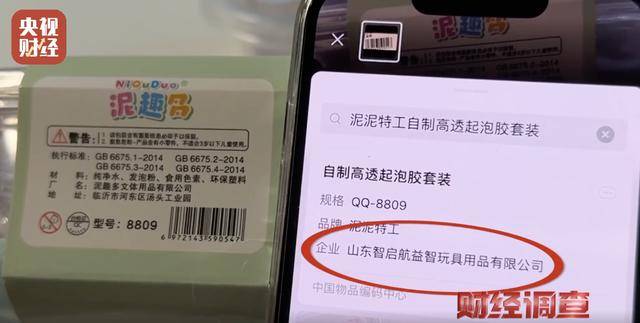 央视
财经
NiQuDuo
泥趣多
警告:
执行标准: GB 6675.1-2014 GB 6675.2-2014
GB 6675.3-2014 GB 6675.4-2014
材 料: 纯净水、发泡粉、食用色素、环保塑料
泥趣多文体用品有限公司
地 址: 临沂市河东区汤头工业园
型号: 8809
6 972143 590547
泥泥特工自制高透起泡胶套装
自制高透起泡胶套装
规格 QQ-8809
品牌 泥泥特工
企业 山东智启航益智玩具用品有限公司
中国物品编码中心
财经调查